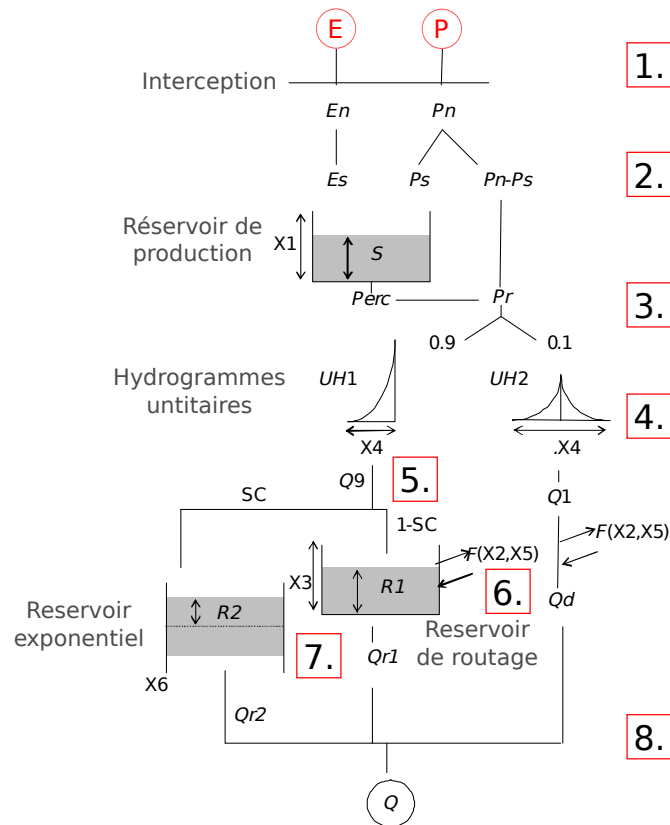 E
P
1.
Interception
En
Pn
2.
Es
Ps
Pn-Ps
Réservoir de
production
X1
S
3.
Perc
Pr
0.9
0.1
Hydrogrammes
untitaires
UH1
UH2
4.
X4
.X4
Q9
5.
SC
1-SC
Q1
F(X2,X5)
F(X2,X5)
X3
R1
6.
Qd
Reservoir
exponentiel
R2
Reservoir
de routage
7.
Qr1
X6
Qr2
8.
Q